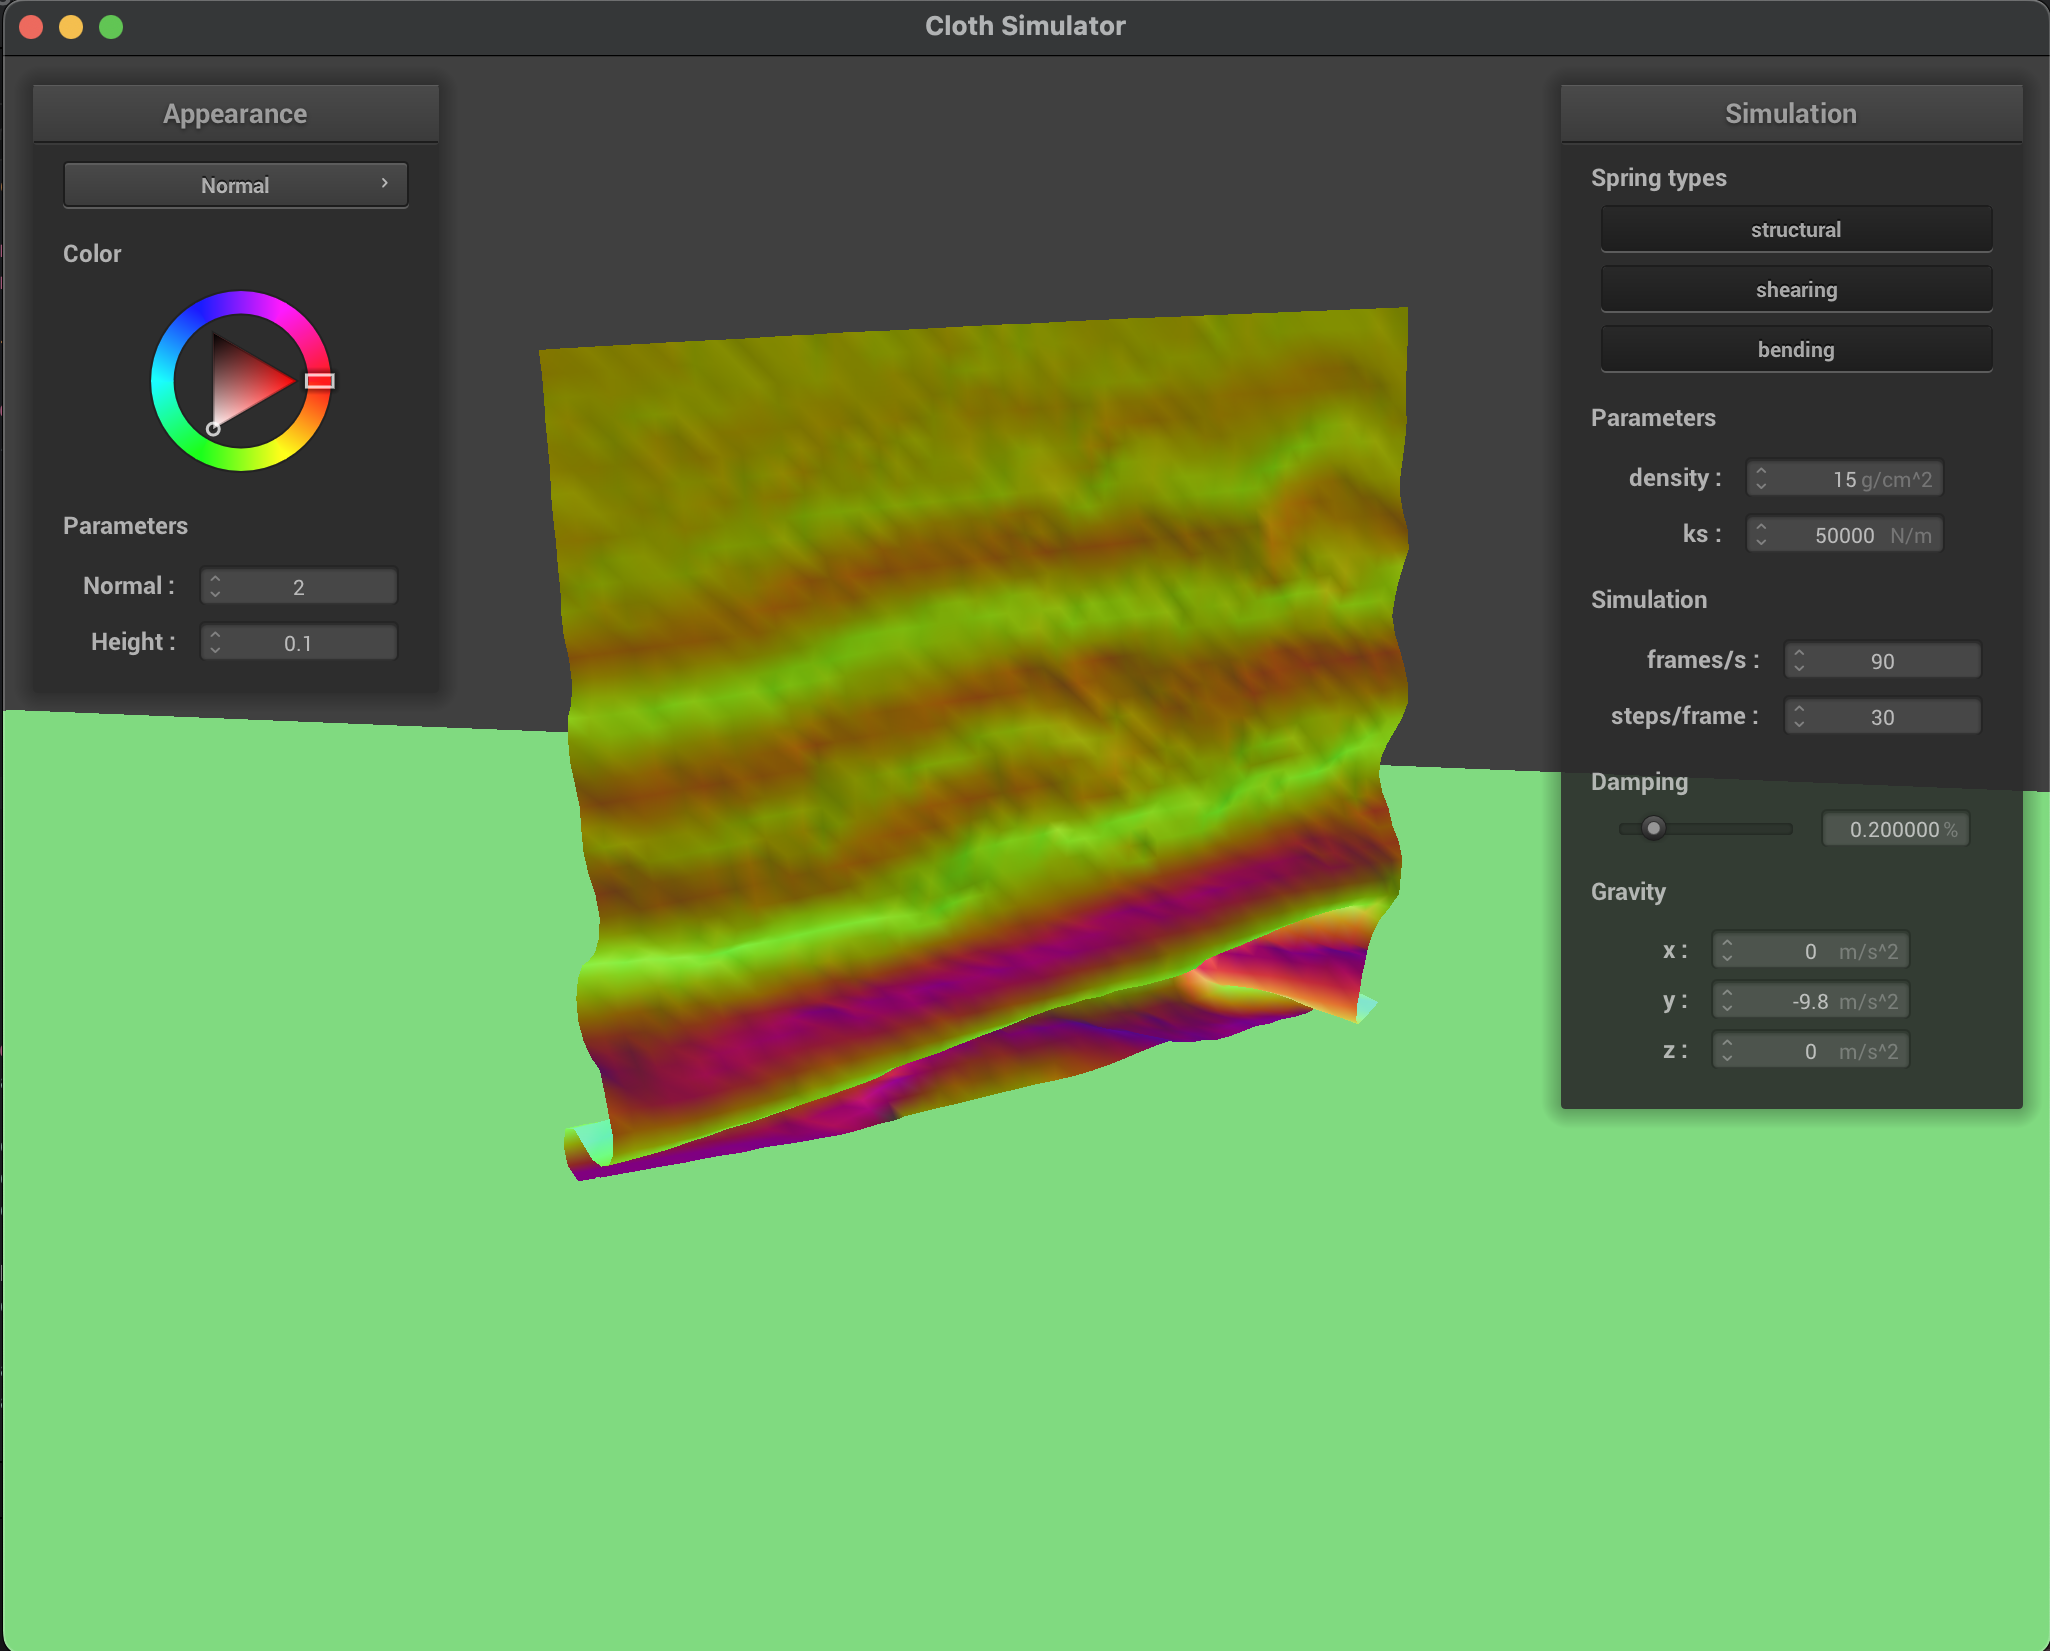 Cloth Simulator
Appearance
Normal
Color
Parameters
Normal : 2
Height : 0.1
Simulation
Spring types
structural
shearing
bending
Parameters
density : 15 g/cm^2
ks : 50000 N/m
Simulation
frames/s : 90
steps/frame : 30
Damping
0.200000 %
Gravity
x : 0 m/s^2
y : -9.8 m/s^2
z : 0 m/s^2